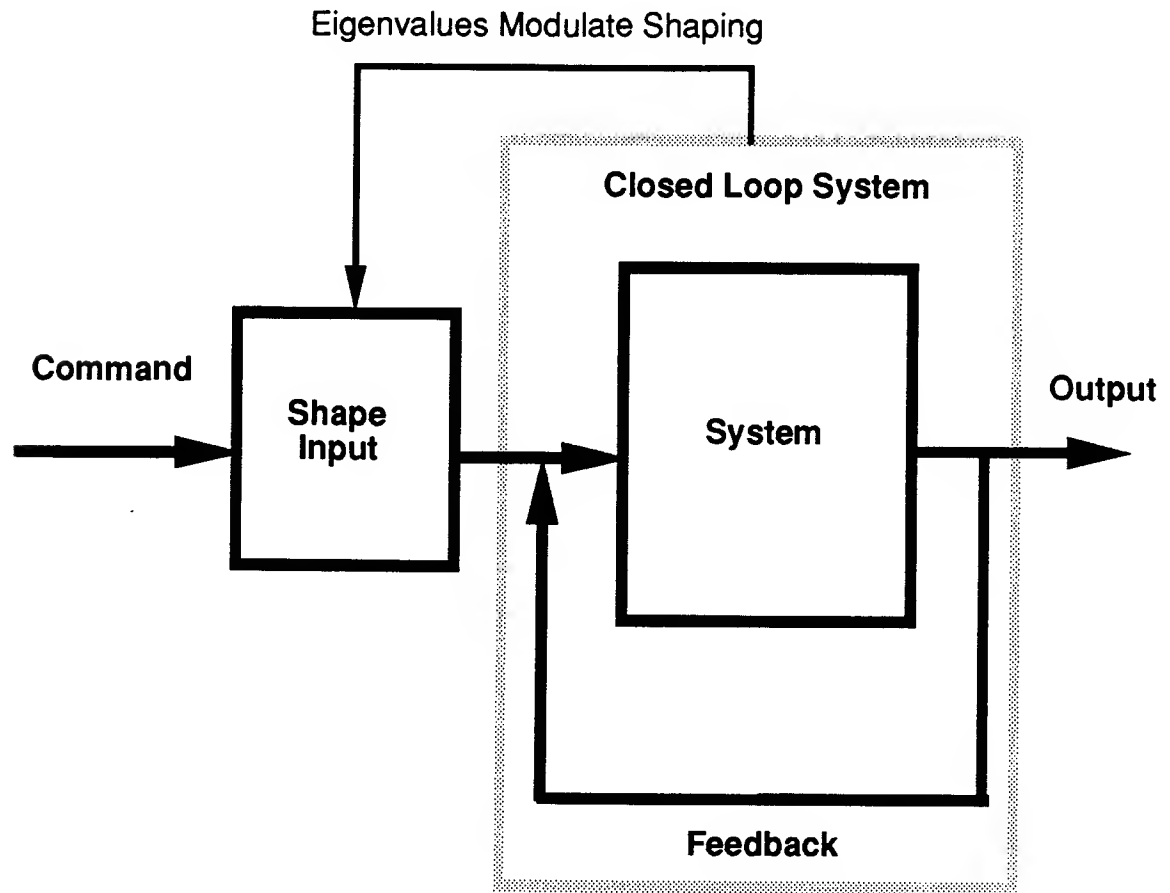 Eigenvalues Modulate Shaping
Closed Loop System
Command
Shape
Input
System
Output
Feedback